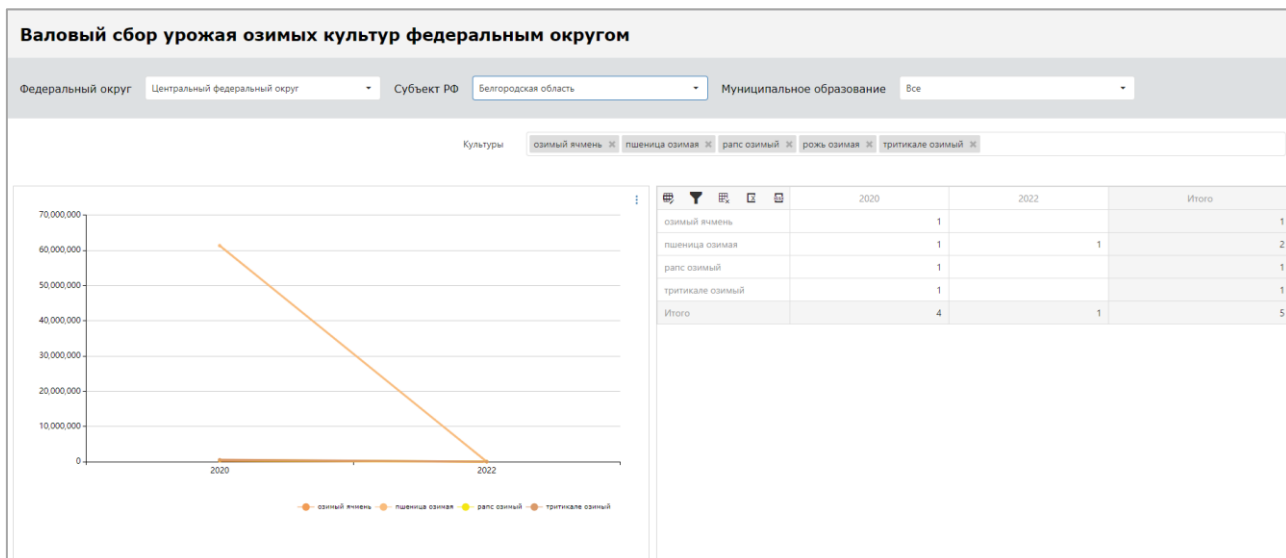 Валовый сбор урожая озимых культур федеральным округом
Федеральный округ Центральный федеральный округ Субъект РФ Белгородская область Муниципальное образование Все
Культуры озимый ячмень × пшеница озимая × рапс озимый × рожь озимая × тритикале озимый ×
70,000,000
60,000,000
50,000,000
40,000,000
30,000,000
20,000,000
10,000,000
0
2020 2022
озимый ячмень пшеница озимая рапс озимый тритикале озимый
2020 2022 Итого
озимый ячмень 1 1
пшеница озимая 1 1 2
рапс озимый 1 1
тритикале озимый 1 1
Итого 4 1 5